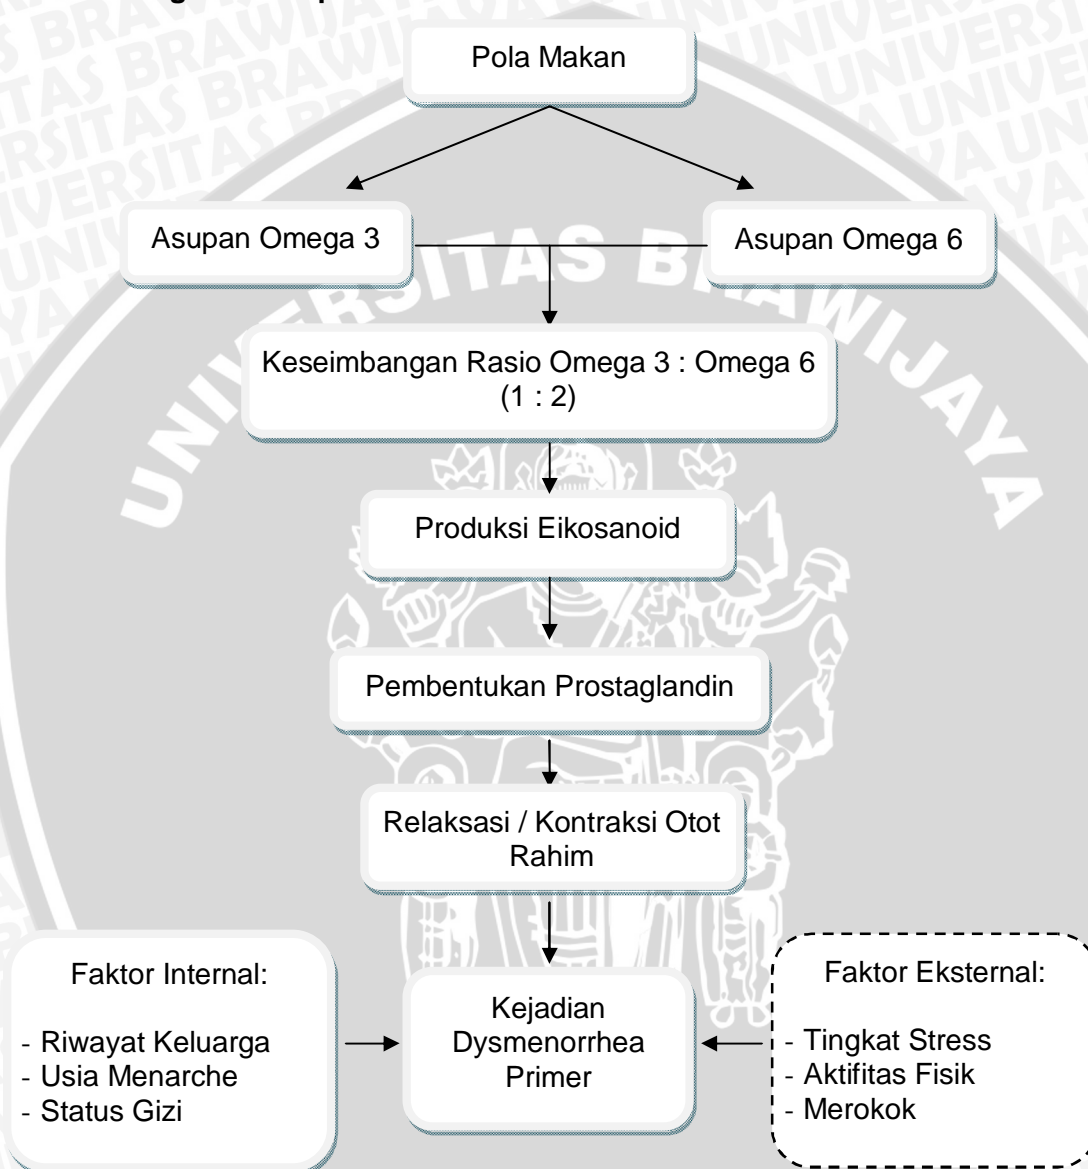 Pola Makan
Asupan Omega 3
Asupan Omega 6
UNIVERSITAS BRAWIJAYA
Keseimbangan Rasio Omega 3 : Omega 6
(1 : 2)
Produksi Eikosanoid
Pembentukan Prostaglandin
Relaksasi / Kontraksi Otot
Rahim
Faktor Internal:
- Riwayat Keluarga
- Usia Menarche
- Status Gizi
Kejadian
Dysmenorrhea
Primer
Faktor Eksternal:
- Tingkat Stress
- Aktifitas Fisik
- Merokok